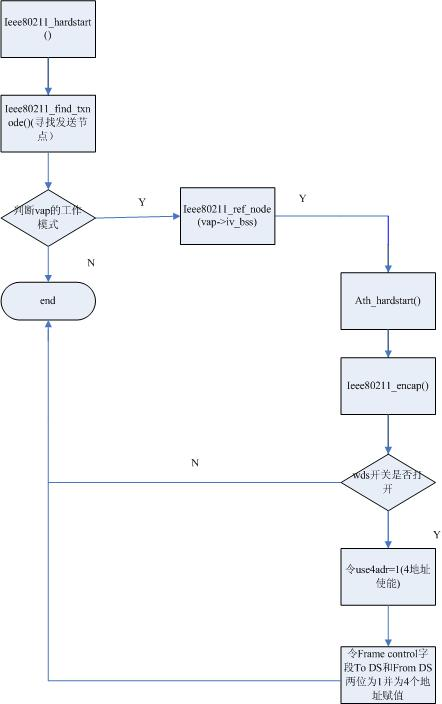 Ieee80211_hardstart
()
Ieee80211_find_txn
ode()(寻找发送节
点）
判断vap的工作
模式
Y
Ieee80211_ref_node
(vap->iv_bss)
Y
N
end
Ath_hardstart()
Ieee80211_encap()
wds开关是否打
开
N
Y
令use4adr=1(4地址
使能)
令Frame control字
段To DS和From DS
两位为1并为4个地
址赋值